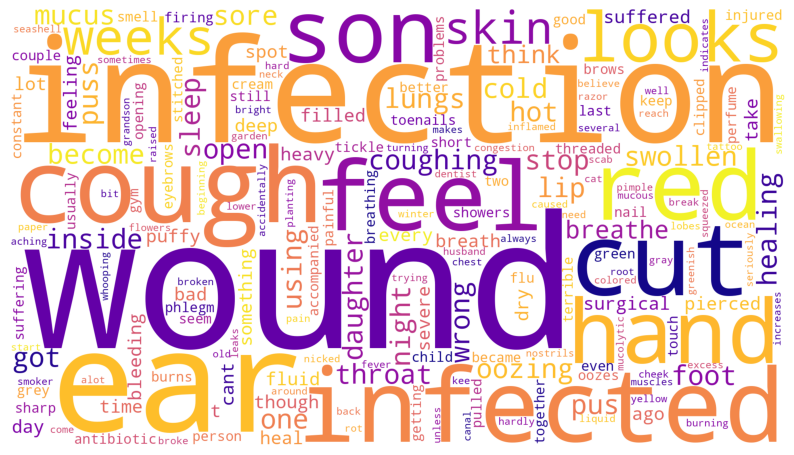 seashell
mucus smell firing sore son skin suffered good injured
couple weeks spot think problems brows looks indicates
sometimes
lot feeling puss stitched cream hard neck better
infection
constant opening sleep still bright deep filled lungs cold hot clipped keep believe razor reach well perfume take last several inflamed
grandson raised garden toenails makes turning
become eyebrows open heavy tickle short coughing stop threaded scab swollen tattoo swallowing
cough feel lip red
usually bit gym beginning lower accidentally planting painful congestion dentist two cat pimple mucous break squeezed lobes ocean
paper flowers puffy showers nail breathe healing
aching inside using accompanied breathing winter caused need
whooping every breath always
wound cut
suffering daughter husband chest green root gray seriously
bad broken something night trying flu dry terrible colored greenish
phlegm seem severe wrong surgical pierced increases
got pain child became oozing touch mucolytic
start leaks fever nostrils hand
smoker alot old nicked throat even oozes cheek excess
ear bleeding cant fluid though kee pus muscles foot
grey burns t around getting pulled canal together yellow
sharp time one back unless hardly liquid ago burning
day come antibiotic broke person heal rot infected